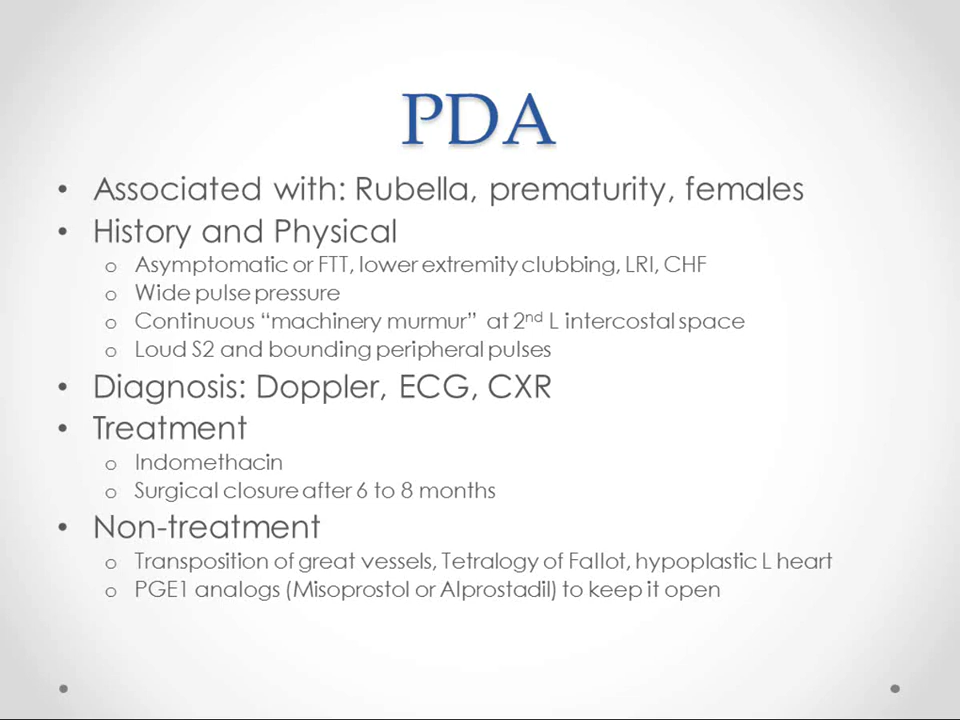 PDA
• Associated with: Rubella, prematurity, females
• History and Physical
o Asymptomatic or FTT, lower extremity clubbing, LRI, CHF
o Wide pulse pressure
o Continuous “machinery murmur” at 2nd L intercostal space
o Loud S2 and bounding peripheral pulses
• Diagnosis: Doppler, ECG, CXR
• Treatment
o Indomethacin
o Surgical closure after 6 to 8 months
• Non-treatment
o Transposition of great vessels, Tetralogy of Fallot, hypoplastic L heart
o PGE1 analogs (Misoprostol or Alprostadil) to keep it open